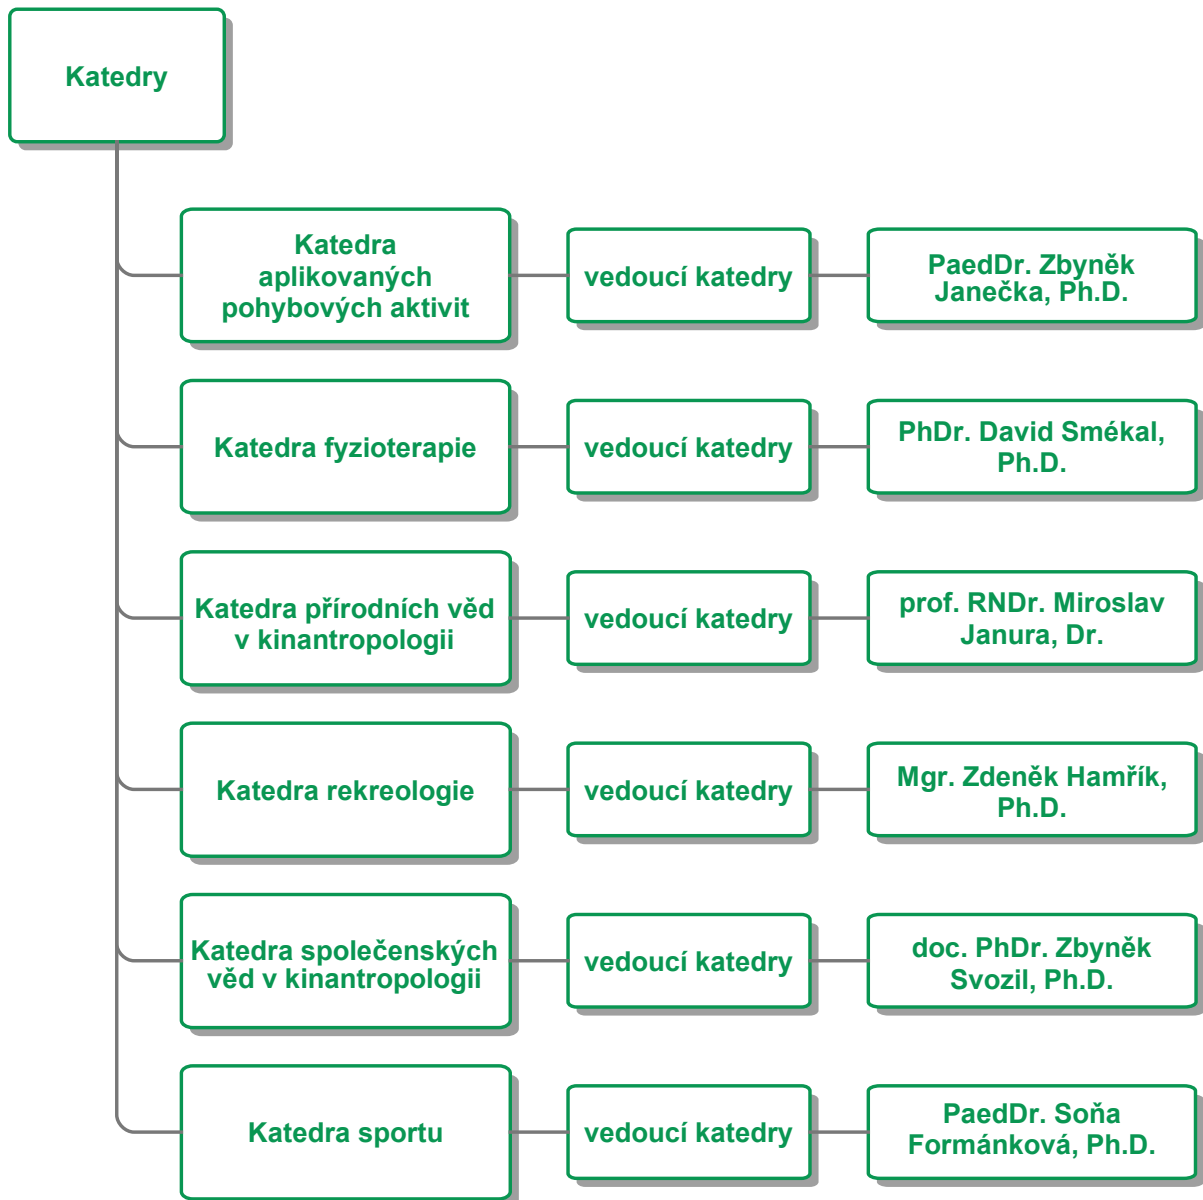 Katedry
Katedra
aplikovaných
pohybových aktivit
vedoucí katedry
PaedDr. Zbyněk
Janečka, Ph.D.
Katedra fyzioterapie
vedoucí katedry
PhDr. David Smékal,
Ph.D.
Katedra přírodních věd
v kinantropologii
vedoucí katedry
prof. RNDr. Miroslav
Janura, Dr.
Katedra rekreologie
vedoucí katedry
Mgr. Zdeněk Hamřík,
Ph.D.
Katedra společenských
věd v kinantropologii
vedoucí katedry
doc. PhDr. Zbyněk
Svozil, Ph.D.
Katedra sportu
vedoucí katedry
PaedDr. Soňa
Formánková, Ph.D.